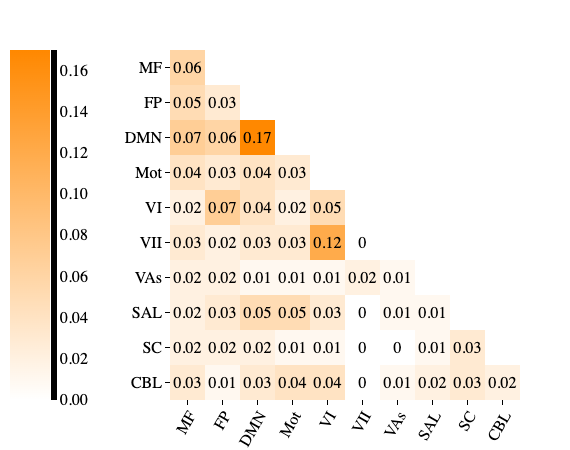 0.16
0.14
0.12
0.10
0.08
0.06
0.04
0.02
0.00
MF 0.06
FP 0.05 0.03
DMN 0.07 0.06 0.17
Mot 0.04 0.03 0.04 0.03
VI 0.02 0.07 0.04 0.02 0.05
VII 0.03 0.02 0.03 0.03 0.12 0
VAs 0.02 0.02 0.01 0.01 0.01 0.02 0.01
SAL 0.02 0.03 0.05 0.05 0.03 0 0.01 0.01
SC 0.02 0.02 0.02 0.01 0.01 0 0 0.01 0.03
CBL 0.03 0.01 0.03 0.04 0.04 0 0.01 0.02 0.03 0.02
MF FP DMN Mot VI VII VAs SAL SC CBL